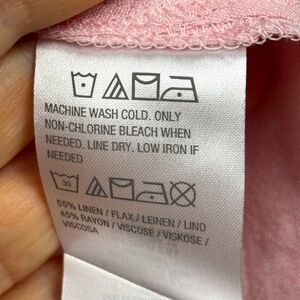 MACHINE WASH COLD. ONLY
NON-CHLORINE BLEACH WHEN
NEEDED. LINE DRY. LOW IRON IF
NEEDED
30
55% LINEN / FLAX / LEINEN / LINO
45% RAYON / VISCOSE / VISKOSE /
VISCOSA